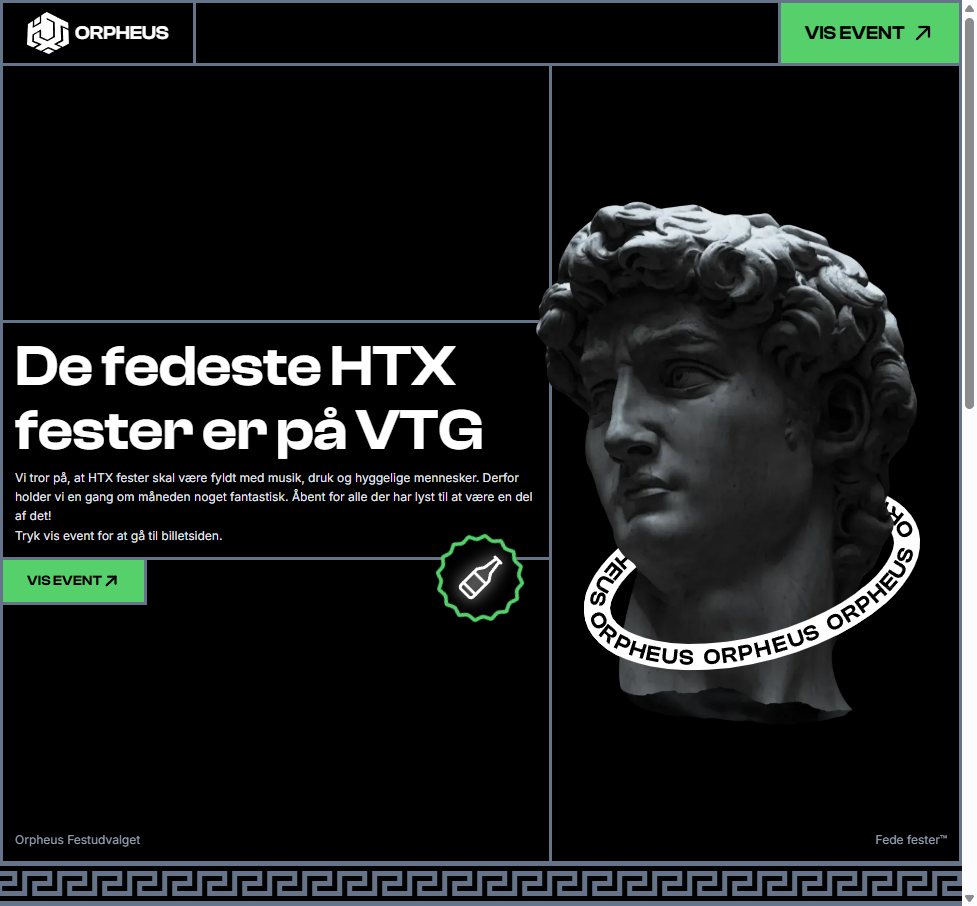 ORPHEUS
VIS EVENT
De fedeste HTX
fester er på VTG
Vi tror på, at HTX fester skal være fyldt med musik, druk og hyggelige mennesker. Derfor
holder vi en gang om måneden noget fantastisk. Åbent for alle der har lyst til at være en del
af det!
Tryk vis event for at gå til billetsiden.
VIS EVENT
HEUS ORPHEUS ORPHEUS ORPHEUS OR
Orpheus Festudvalget
Fede fester™